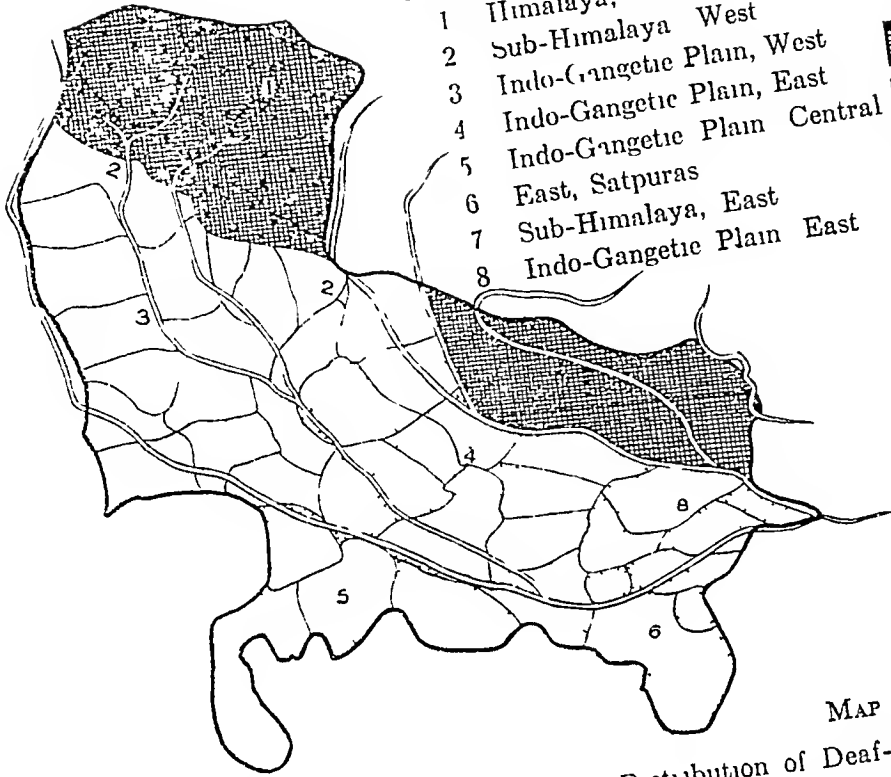 1 Himalaya,
2 Sub-Himalaya West
3 Indo-Gangetic Plain, West
4 Indo-Gangetic Plain, East
5 Indo-Gangetic Plain Central
6 East, Satpuras
7 Sub-Himalaya, East
8 Indo-Gangetic Plain East
1
2
2
3
4
8
5
6
MAP
Distribution of Deaf-